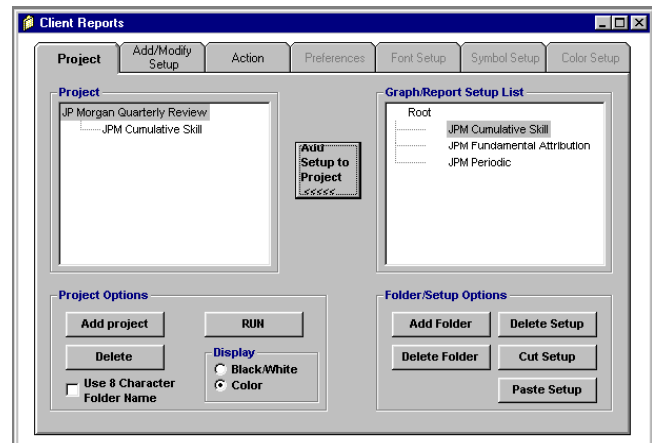 Client Reports
Project
Add/Modify
Setup
Action
Preferences
Font Setup
Symbol Setup
Color Setup
Project
JP Morgan Quarterly Review
JPM Cumulative Skill
Add
Setup to
Project
<<<<<
Graph/Report Setup List
Root
JPM Cumulative Skill
JPM Fundamental Attribution
JPM Periodic
Project Options
Add project
RUN
Delete
Use 8 Character
Folder Name
Display
Black/White
Color
Folder/Setup Options
Add Folder
Delete Setup
Delete Folder
Cut Setup
Paste Setup